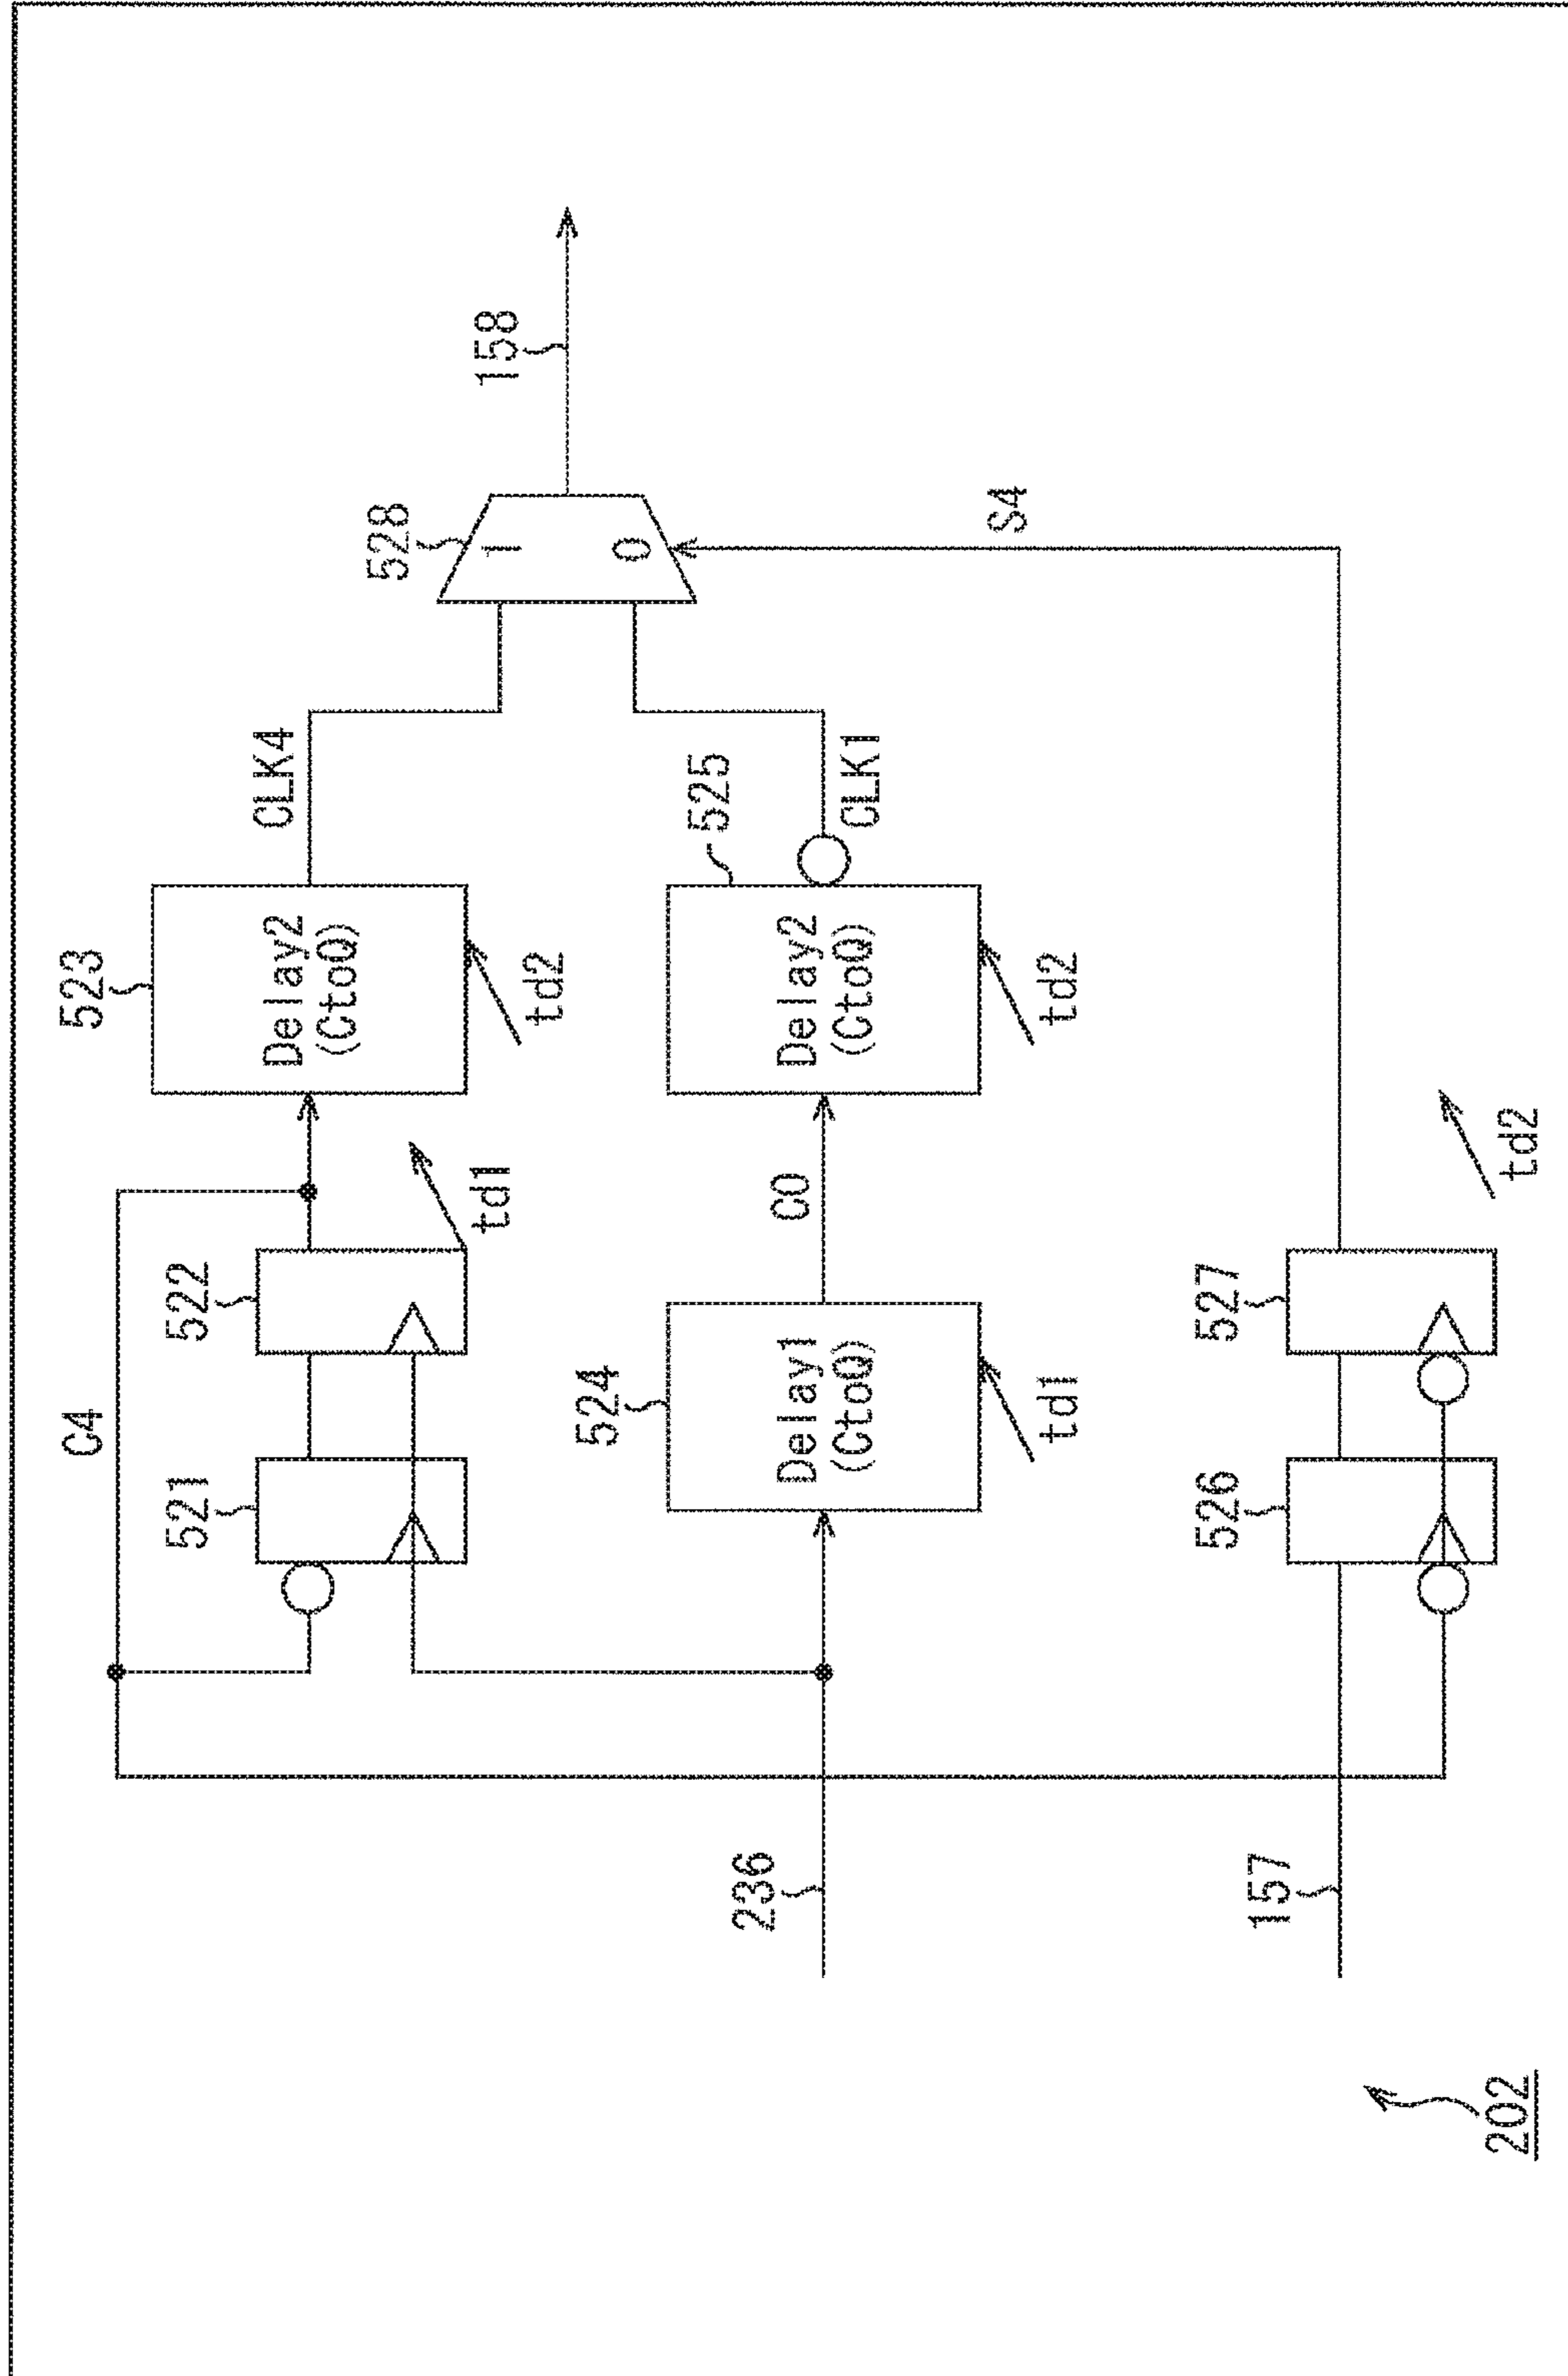 C4
521
522
td1
523
Delay2
(CtoQ)
td2
CLK4
528
1
0
158
236
524
Delay1
(CtoQ)
td1
C0
525
Delay2
(CtoQ)
td2
CLK1
157
526
527
td2
S4
202